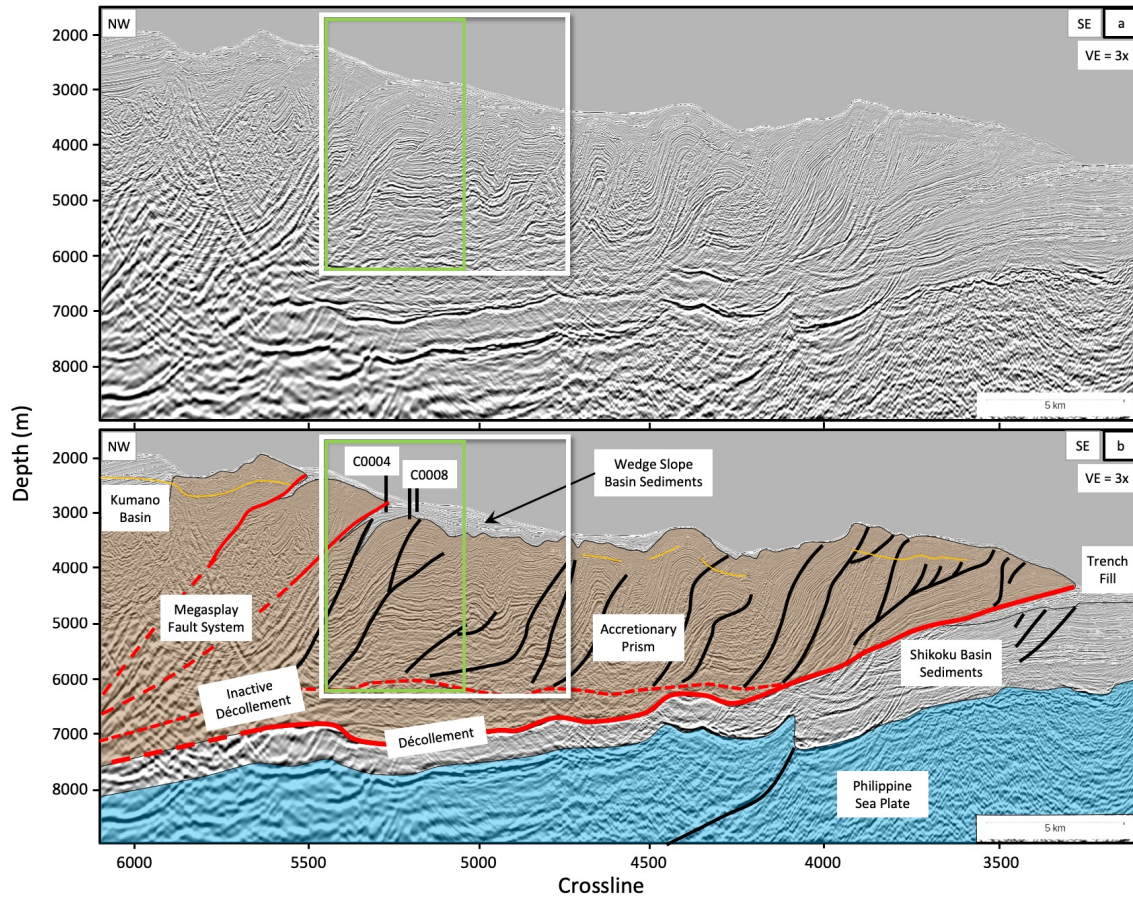 NW
SE
a
VE = 3x
2000
3000
4000
5000
6000
7000
8000
5 km
Depth (m)
NW
SE
b
VE = 3x
2000
3000
4000
5000
6000
7000
8000
C0004
C0008
Wedge Slope
Basin Sediments
Kumano
Basin
Megasplay
Fault System
Inactive
Décollement
Décollement
Accretionary
Prism
Trench
Fill
Shikoku Basin
Sediments
Philippine
Sea Plate
5 km
6000
5500
5000
4500
4000
3500
Crossline